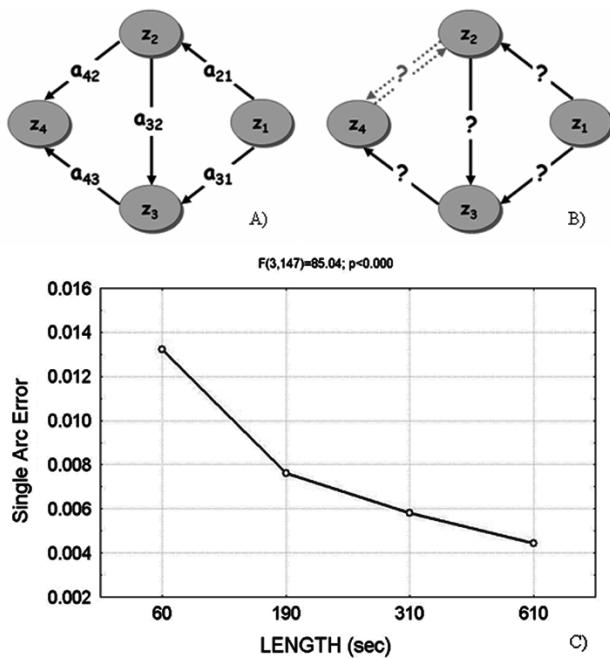 z2
a42
a21
z4
a32
z1
a43
a31
z3
A)
z2
?
?
z4
?
z1
?
?
z3
B)
F(3,147)=85.04; p<0.000
Single Arc Error
0.016
0.014
0.012
0.010
0.008
0.006
0.004
0.002
60 190 310 610
LENGTH (sec)
C)